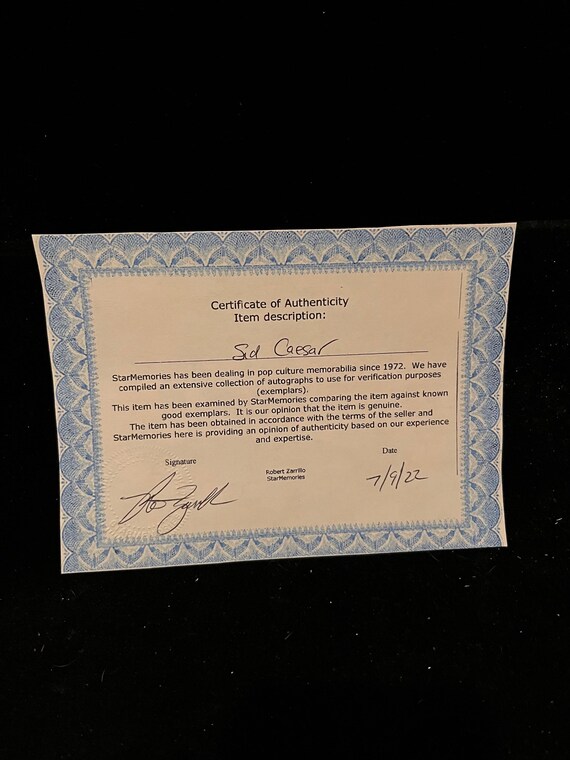 Certificate of Authenticity
Item description:
Sid Caesar
StarMemories has been dealing in pop culture memorabilia since 1972. We have
compiled an extensive collection of autographs to use for verification purposes
(exemplars).
This item has been examined by StarMemories comparing the item against known
good exemplars. It is our opinion that the item is genuine.
The item has been obtained in accordance with the terms of the seller and
StarMemories here is providing an opinion of authenticity based on our experience
and expertise.
Signature
Date
Robert Zarrillo
StarMemories
7/9/22